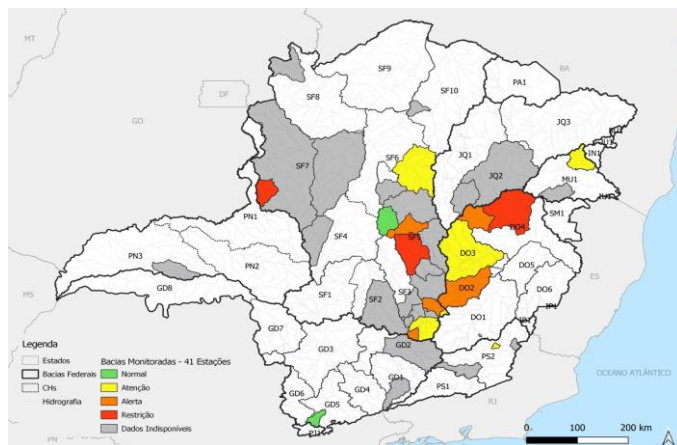 MT
BA
DF
GO
MS
ES
RJ
PN
SF9
SF8
SF10
PA1
JQ3
SF7
SF6
JQ1
JQ2
IN1
MU1
SM1
PN1
SF4
SF5
DO4
DO3
PN3
PN2
DO5
DO6
GD8
SF1
SF2
SF3
DO2
DO1
IP1
GD7
GD3
GD2
PS2
GD6
GD5
GD4
GD1
PS1
PJ1
OCEANO ATLÂNTICO
Legenda
Estados
Bacias Federais
CHs
Hidrografia
Bacias Monitoradas - 41 Estações
Normal
Atenção
Alerta
Restrição
Dados Indisponíveis
0 100 200 km